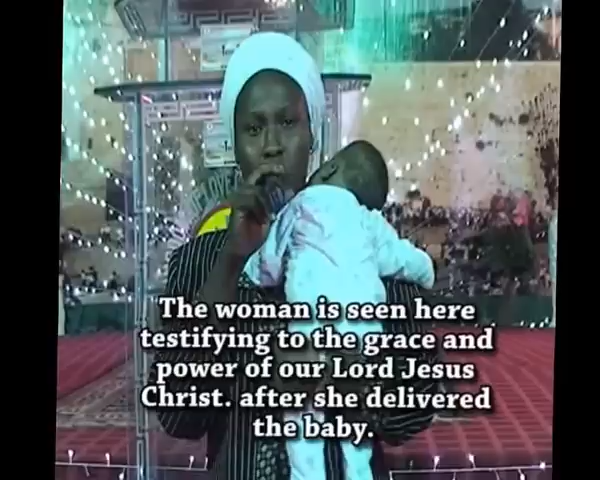 The woman is seen here
testifying to the grace and
power of our Lord Jesus
Christ. after she delivered
the baby.